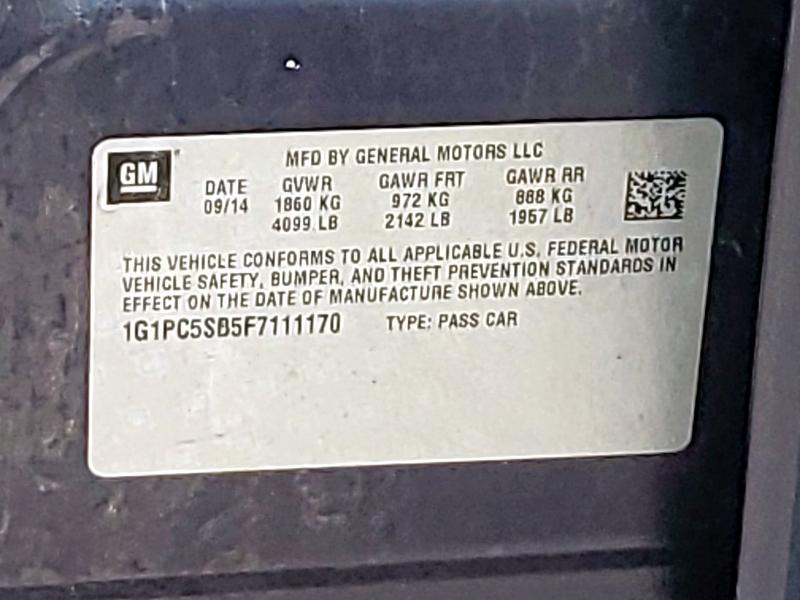 GM
MFD BY GENERAL MOTORS LLC
DATE GVWR GAWR FRT GAWR RR
09/14 1860 KG 972 KG 888 KG
4099 LB 2142 LB 1957 LB
THIS VEHICLE CONFORMS TO ALL APPLICABLE U.S. FEDERAL MOTOR
VEHICLE SAFETY, BUMPER, AND THEFT PREVENTION STANDARDS IN
EFFECT ON THE DATE OF MANUFACTURE SHOWN ABOVE.
1G1PC5SB5F7111170 TYPE: PASS CAR